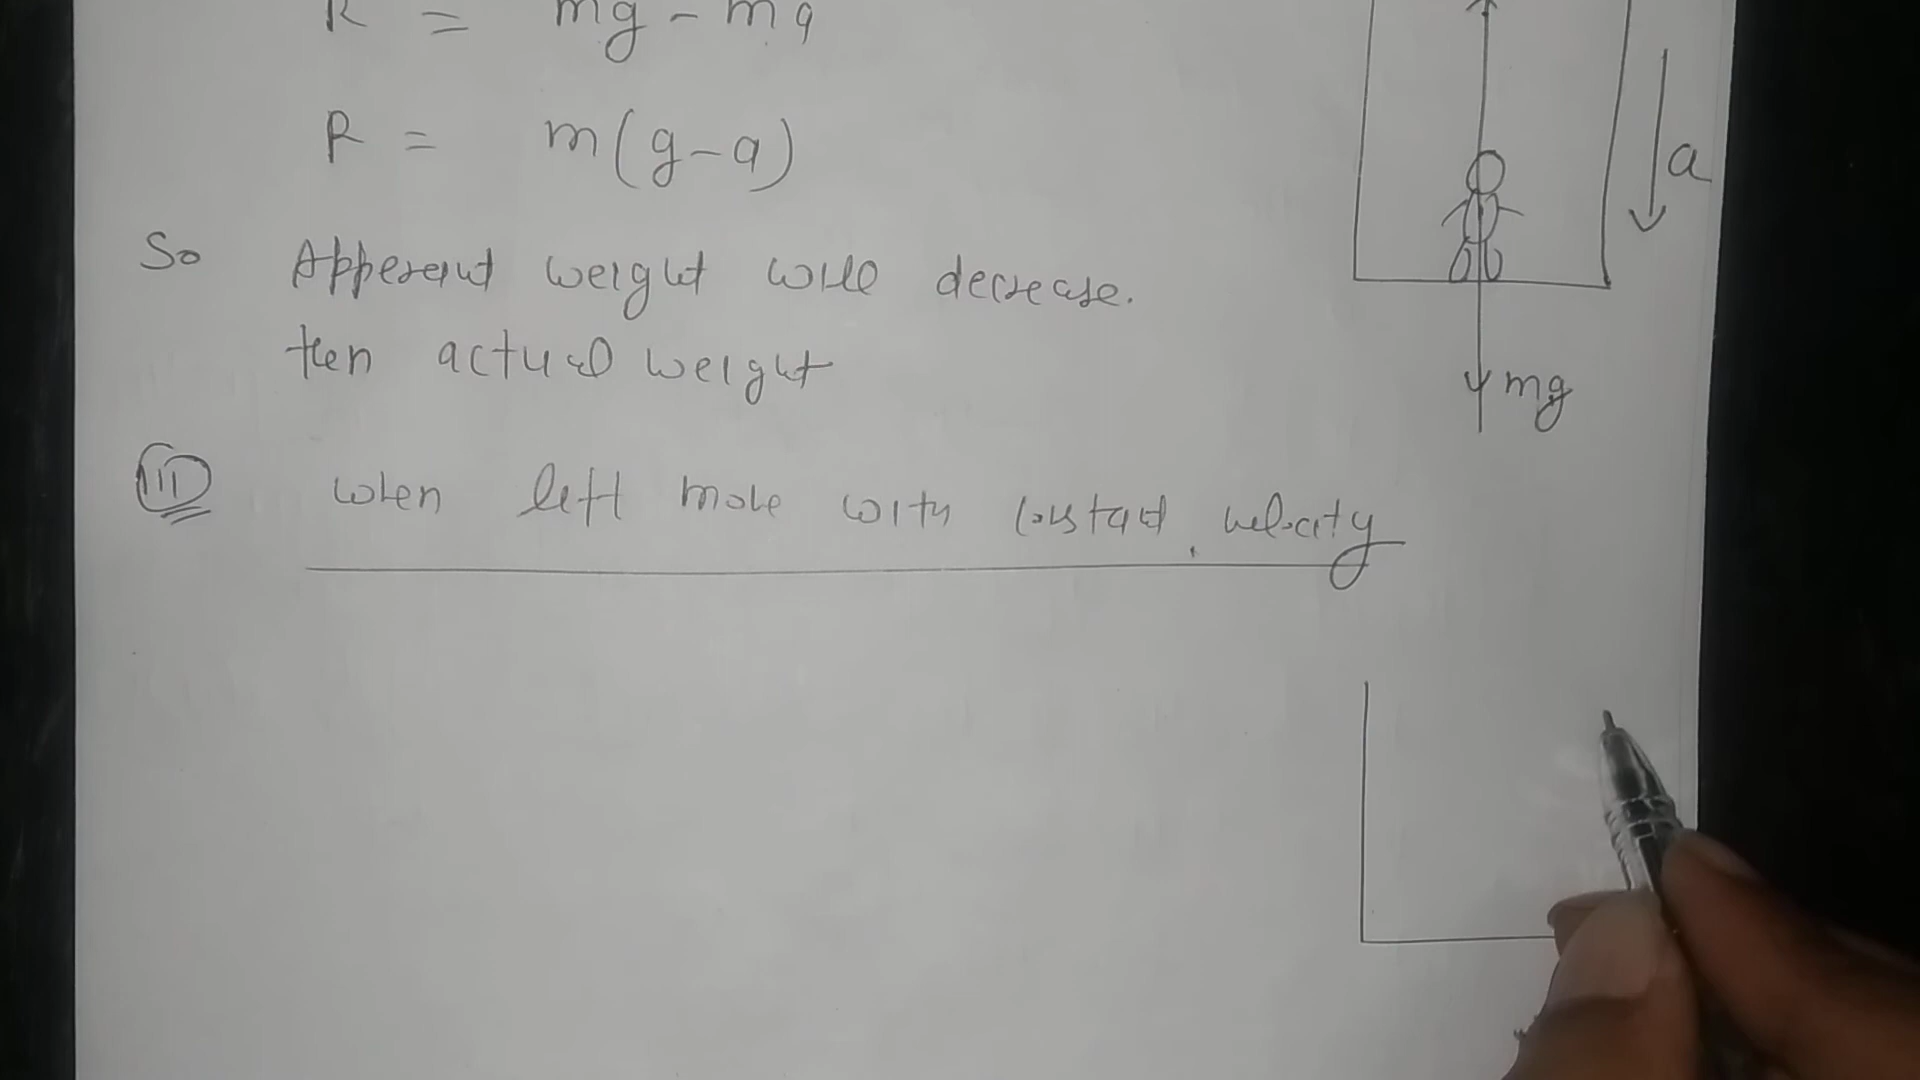 R = mg - ma
R = m(g-a)
a
So Apperent weight will decrease.
then actual weight
mg
(III) when lift move with constant velocity